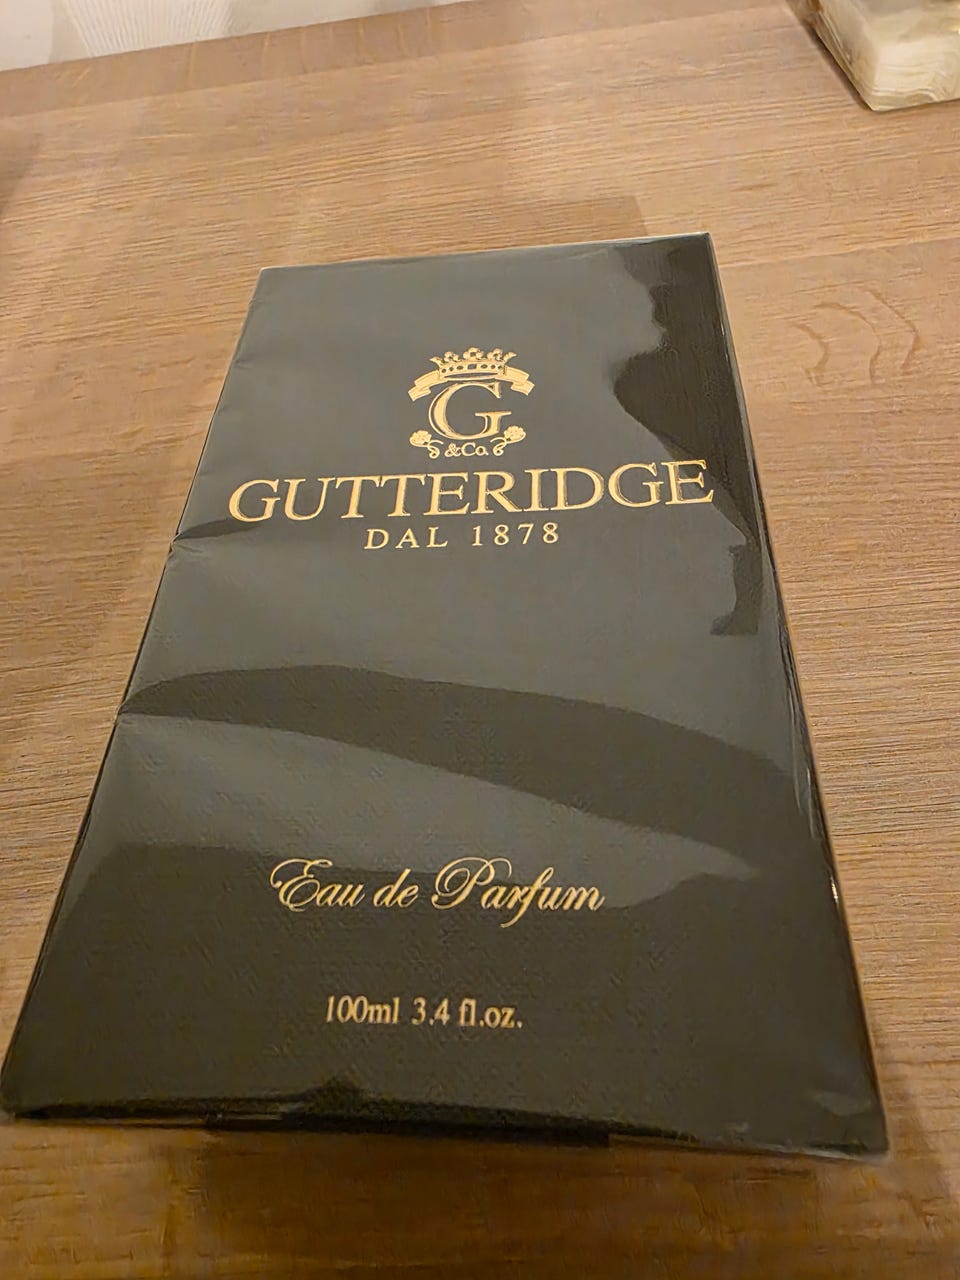 G
&Co.
GUTTERIDGE
DAL 1878
Eau de Parfum
100ml 3.4 fl.oz.